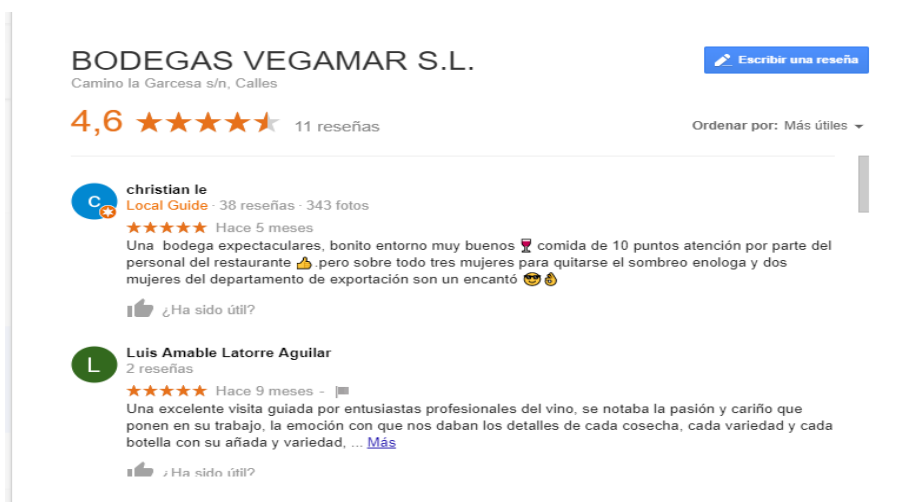 BODEGAS VEGAMAR S.L.
Escribir una reseña
Camino la Garcesa s/n, Calles
4,6 11 reseñas
Ordenar por: Más útiles
C
christian le
Local Guide · 38 reseñas · 343 fotos
Hace 5 meses
Una bodega expectaculares, bonito entorno muy buenos 🍷 comida de 10 puntos atención por parte del
personal del restaurante 👍.pero sobre todo tres mujeres para quitarse el sombreo enologa y dos
mujeres del departamento de exportación son un encantó 😎👌
¿Ha sido útil?
L
Luis Amable Latorre Aguilar
2 reseñas
Hace 9 meses -
Una excelente visita guiada por entusiastas profesionales del vino, se notaba la pasión y cariño que
ponen en su trabajo, la emoción con que nos daban los detalles de cada cosecha, cada variedad y cada
botella con su añada y variedad, ... Más
¿Ha sido útil?